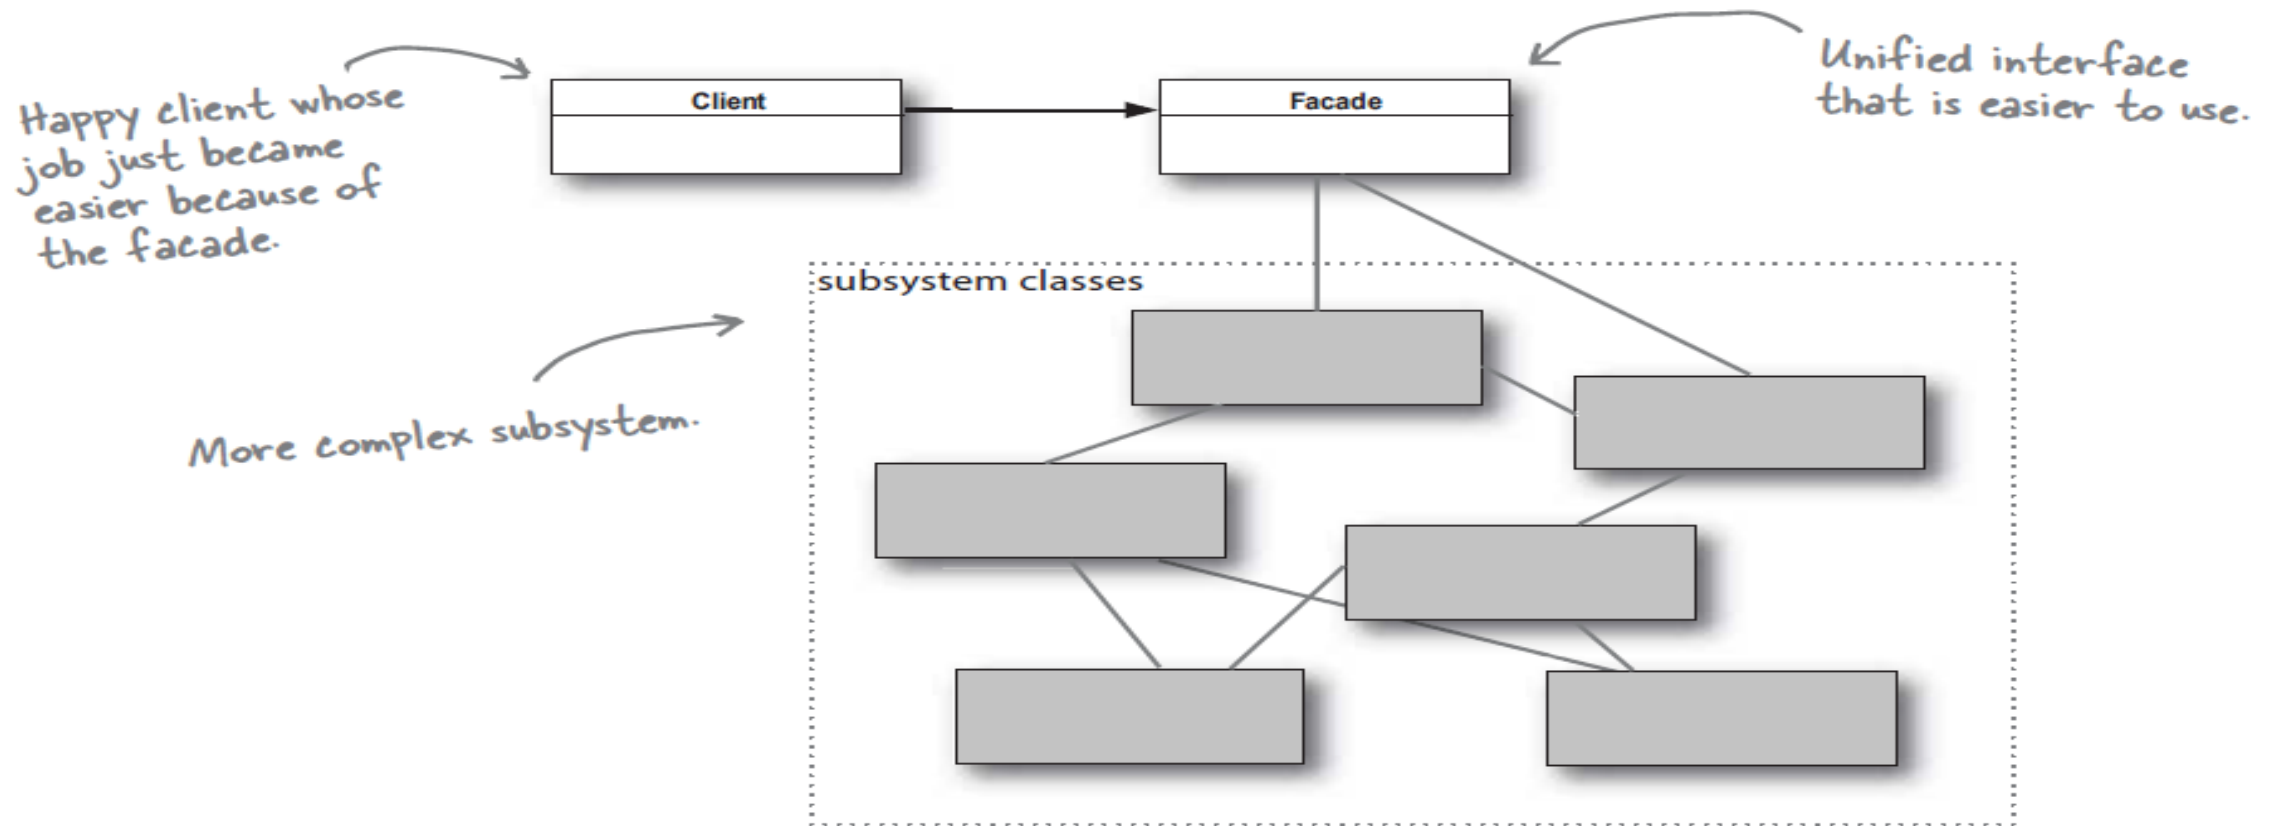 Happy client whose
job just became
easier because of
the facade.
Client
Facade
Unified interface
that is easier to use.
subsystem classes
More complex subsystem.